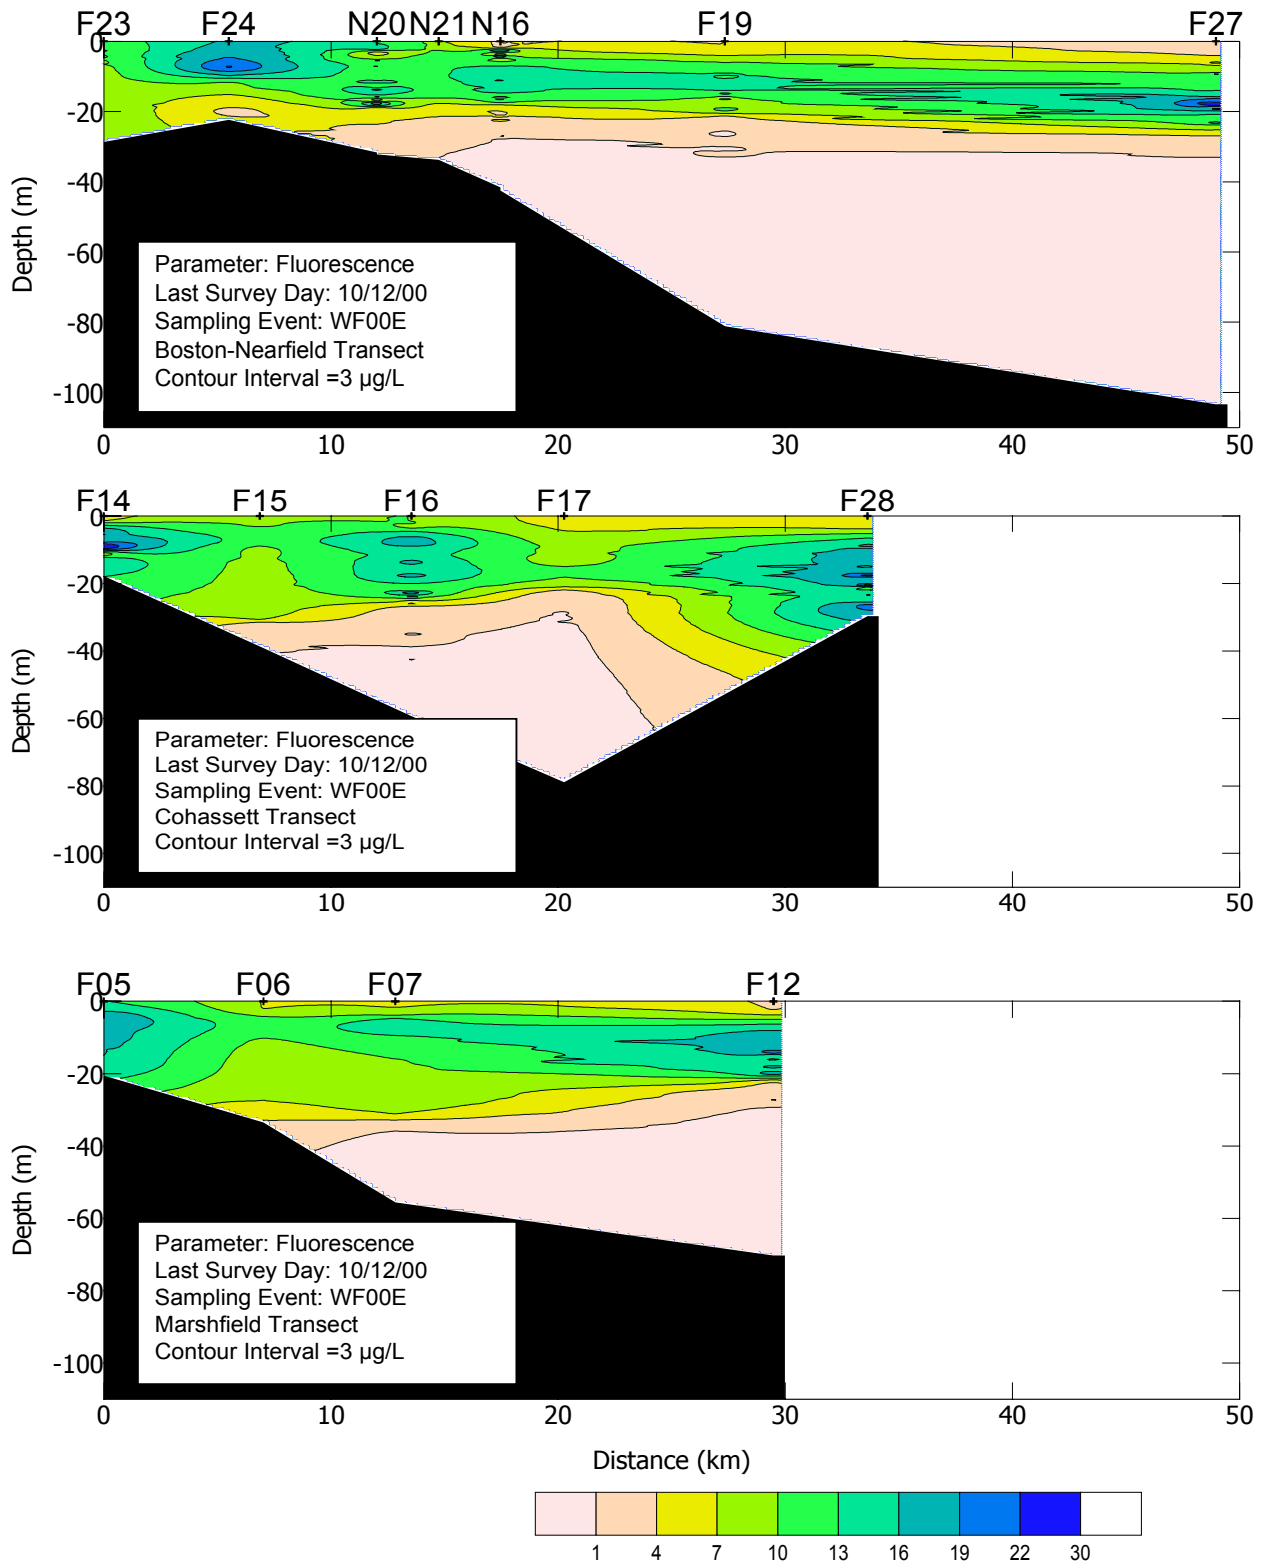 F23 F24 N20 N21 N16 F19 F27
0
-20
-40
-60
-80
-100
Depth (m)
Parameter: Fluorescence
Last Survey Day: 10/12/00
Sampling Event: WF00E
Boston-Nearfield Transect
Contour Interval =3 µg/L
0 10 20 30 40 50
F14 F15 F16 F17 F28
0
-20
-40
-60
-80
-100
Depth (m)
Parameter: Fluorescence
Last Survey Day: 10/12/00
Sampling Event: WF00E
Cohassett Transect
Contour Interval =3 µg/L
0 10 20 30 40 50
F05 F06 F07 F12
0
-20
-40
-60
-80
-100
Depth (m)
Parameter: Fluorescence
Last Survey Day: 10/12/00
Sampling Event: WF00E
Marshfield Transect
Contour Interval =3 µg/L
0 10 20 30 40 50
Distance (km)
1 4 7 10 13 16 19 22 30